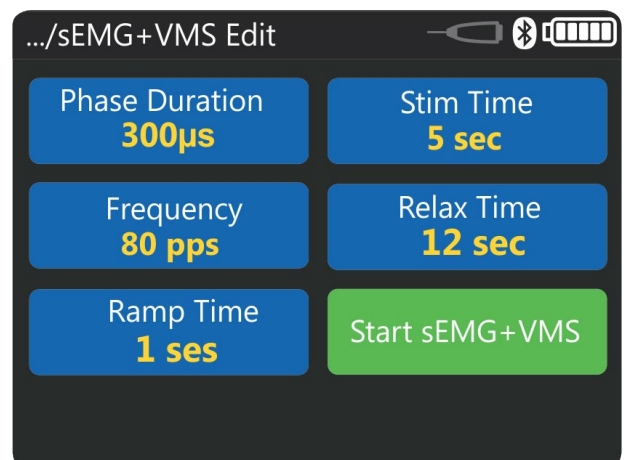 .../sEMG+VMS Edit
Phase Duration
300µs
Stim Time
5 sec
Frequency
80 pps
Relax Time
12 sec
Ramp Time
1 ses
Start sEMG+VMS